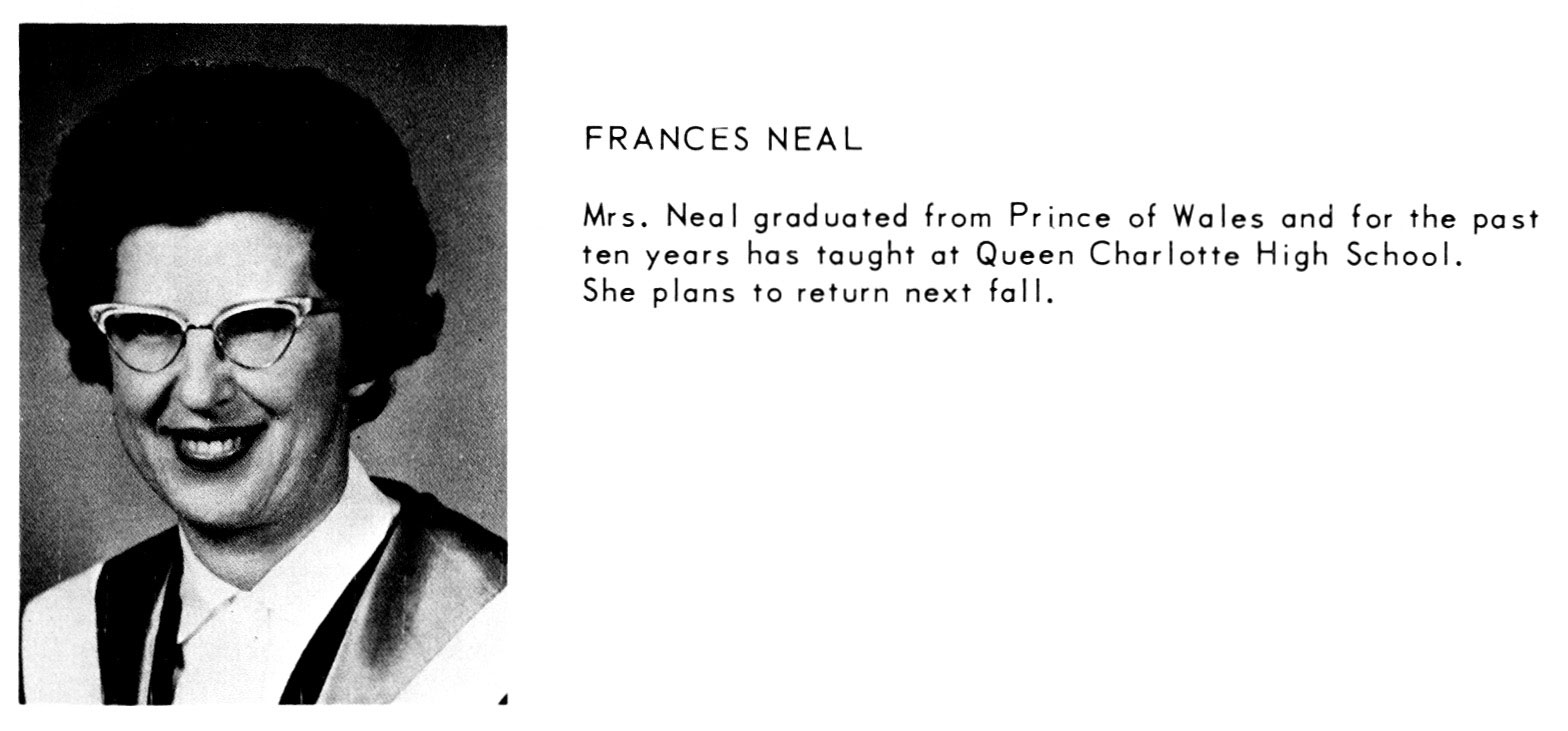 FRANCES NEAL
Mrs. Neal graduated from Prince of Wales and for the past
ten years has taught at Queen Charlotte High School.
She plans to return next fall.